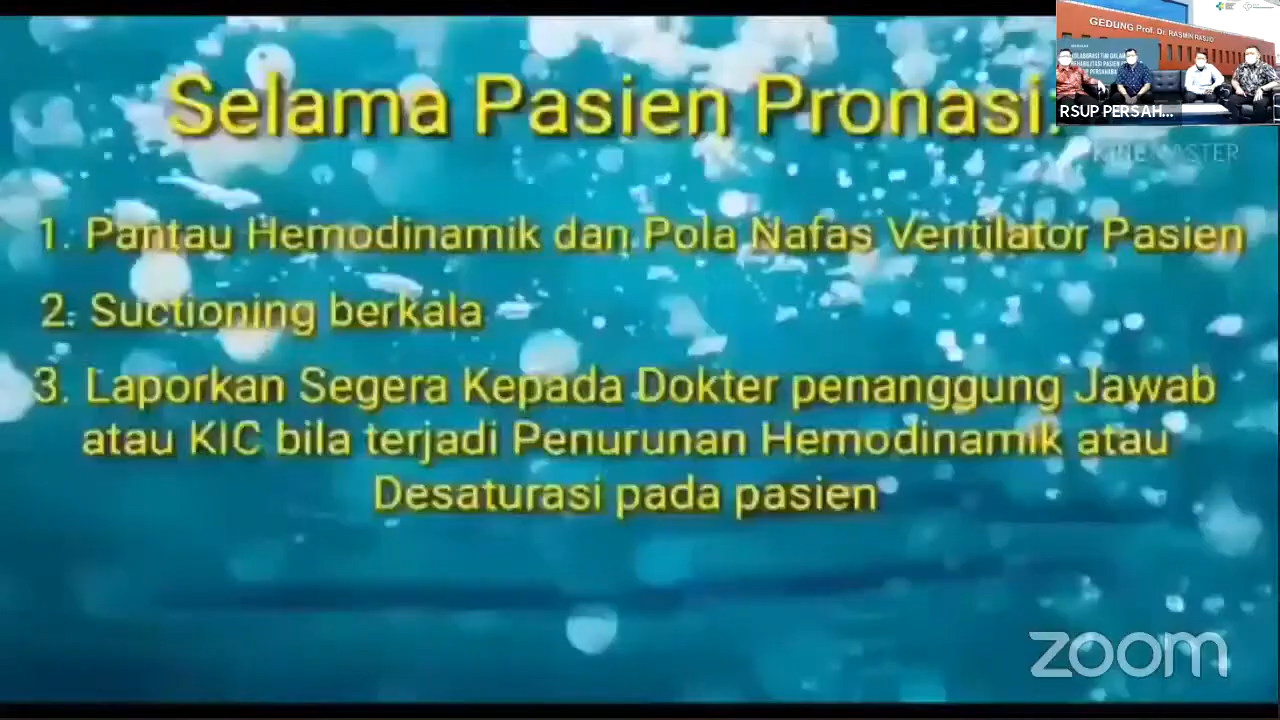 Selama Pasien Pronasi:
GEDUNG Prof. Dr. RASMIN RASJID
RSUP PERSAH...
KINEMASTER
1. Pantau Hemodinamik dan Pola Nafas Ventilator Pasien
2. Suctioning berkala
3. Laporkan Segera Kepada Dokter penanggung Jawab
atau KIC bila terjadi Penurunan Hemodinamik atau
Desaturasi pada pasien
zoom